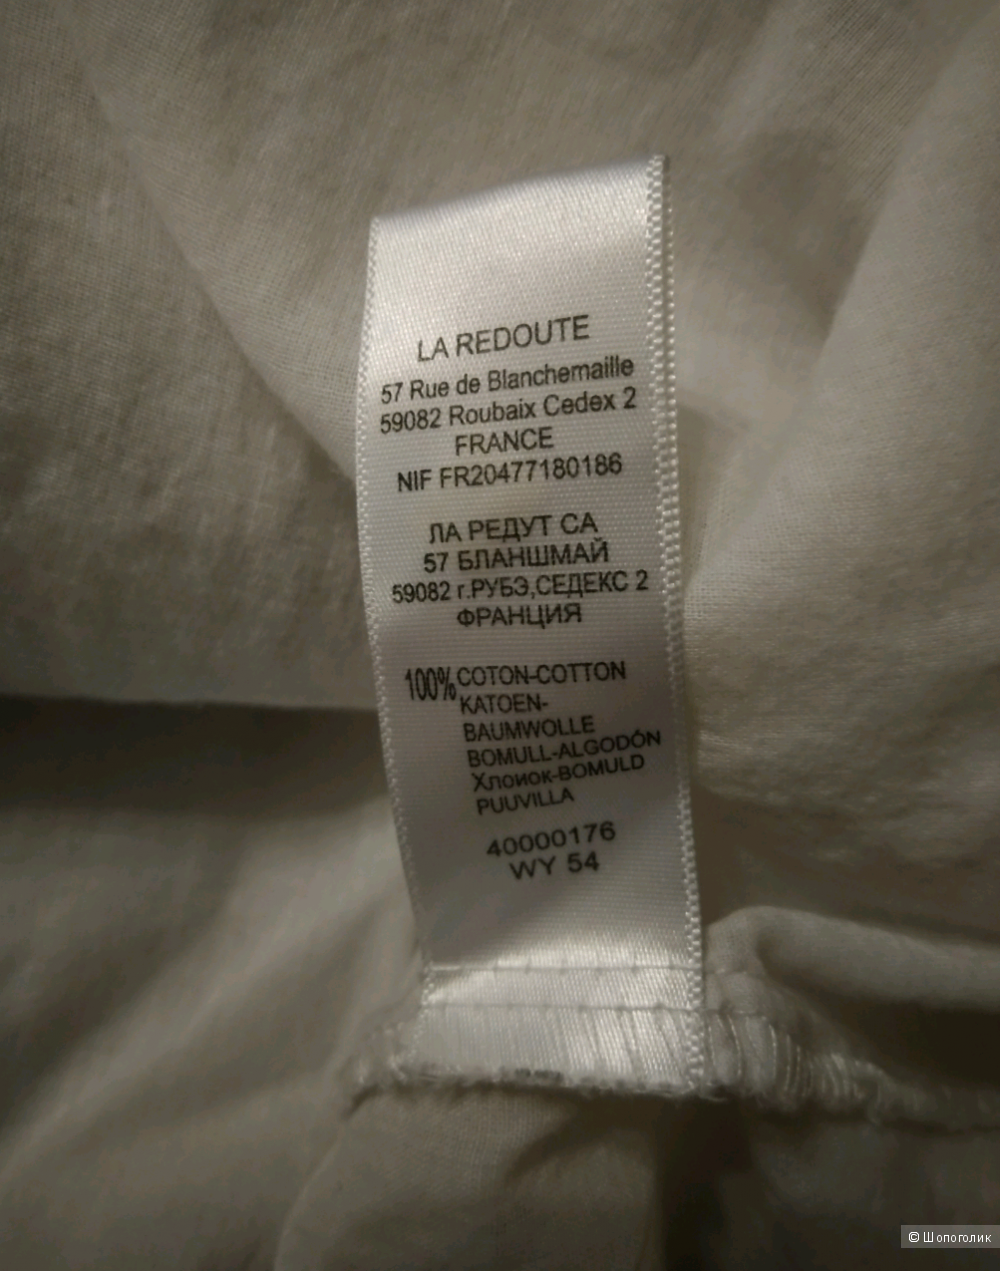 LA REDOUTE
57 Rue de Blanchemaille
59082 Roubaix Cedex 2
FRANCE
NIF FR20477180186
ЛА РЕДУТ СА
57 БЛАНШМАЙ
59082 г.РУБЭ,СЕДЕКС 2
ФРАНЦИЯ
100% COTON-COTTON
KATOEN-
BAUMWOLLE
BOMULL-ALGODÓN
Хлопок-BOMULD
PUUVILLA
40000176
WY 54
© Шопоголик